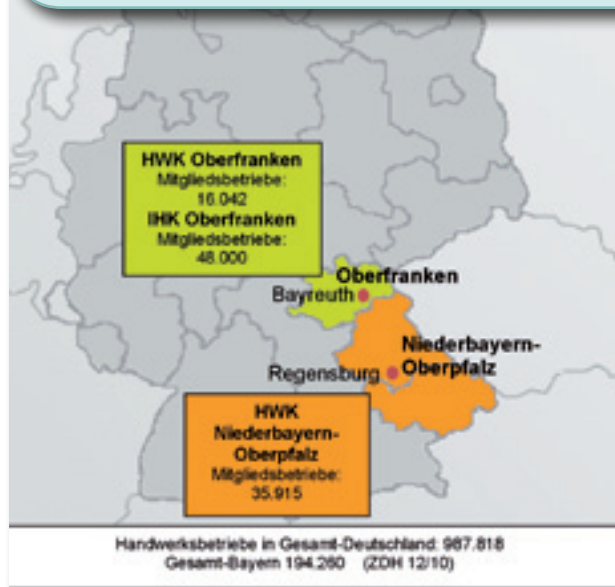 HWK Oberfranken
Mitgliedsbetriebe:
16.042
IHK Oberfranken
Mitgliedsbetriebe:
48.000
Oberfranken
Bayreuth
Niederbayern-
Oberpfalz
Regensburg
HWK
Niederbayern-
Oberpfalz
Mitgliedsbetriebe:
35.915
Handwerksbetriebe in Gesamt-Deutschland: 987.818
Gesamt-Bayern 194.260 (ZDH 12/10)